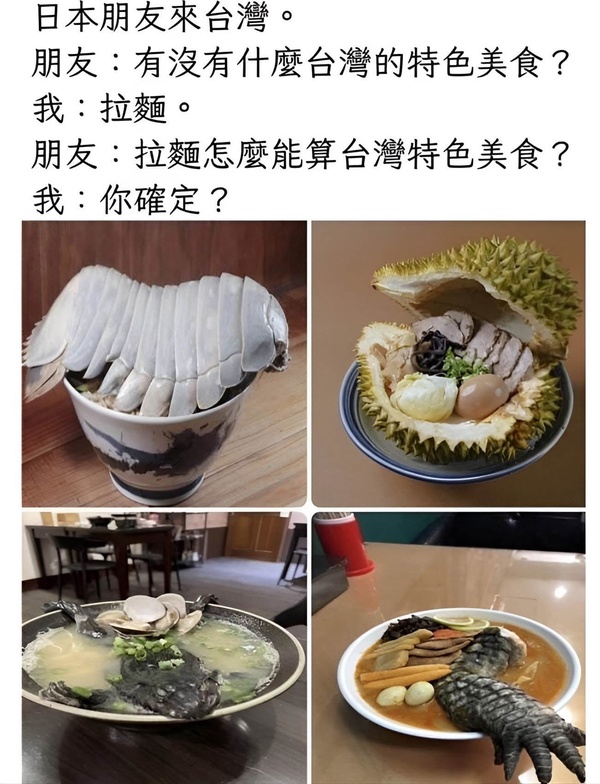 日本朋友來台灣。
朋友：有沒有什麼台灣的特色美食？
我：拉麵。
朋友：拉麵怎麼能算台灣特色美食？
我：你確定？